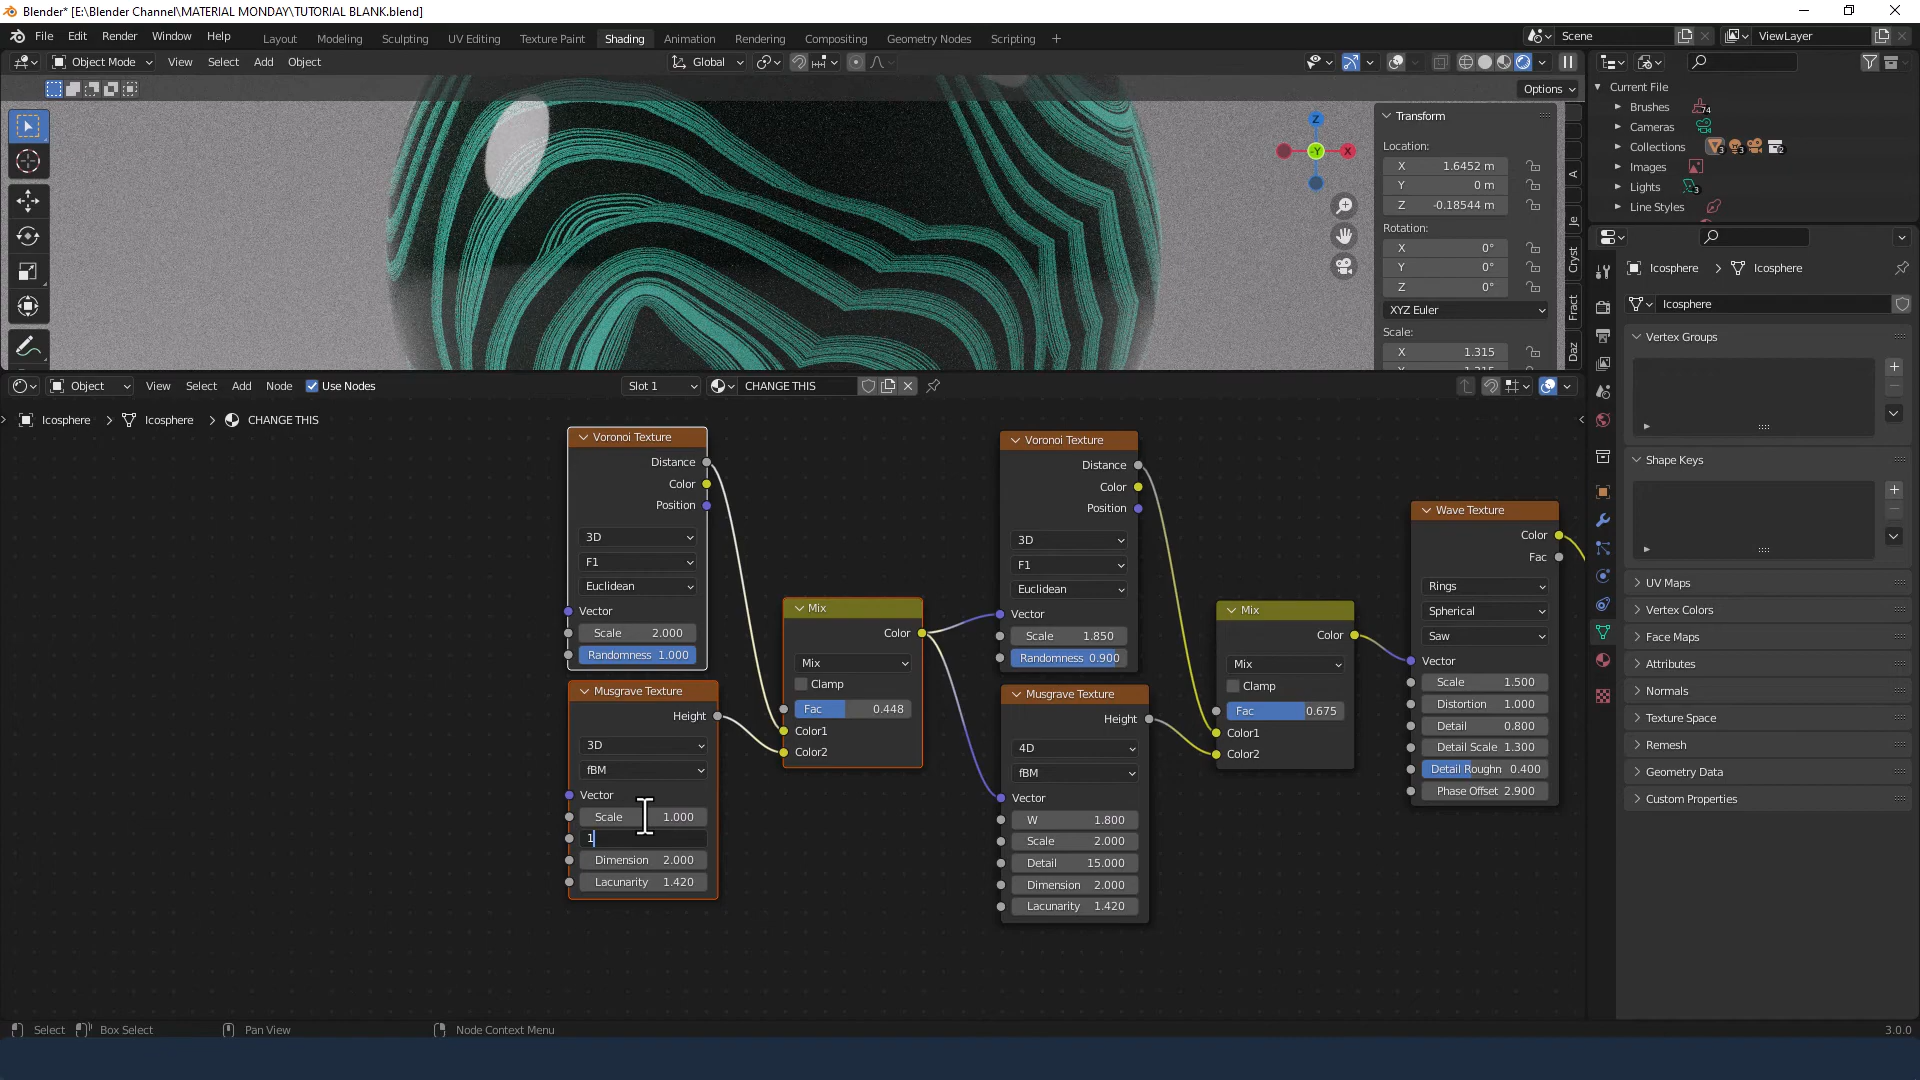 Blender* [E:\Blender Channel\MATERIAL MONDAY\TUTORIAL BLANK.blend]
File Edit Render Window Help
Layout Modeling Sculpting UV Editing Texture Paint Shading Animation Rendering Compositing Geometry Nodes Scripting
Scene
ViewLayer
Object Mode View Select Add Object
Global
Options
Transform
Location:
X 1.6452 m
Y 0 m
Z -0.18544 m
Rotation:
X 0°
Y 0°
Z 0°
XYZ Euler
Scale:
X 1.315
Z
X
-Y
A
Je
Cryst
Fract
Daz
Current File
Brushes 74
Cameras
Collections 3 3 2
Images
Lights 3
Line Styles
Icosphere > Icosphere
Icosphere
Vertex Groups
Shape Keys
UV Maps
Vertex Colors
Face Maps
Attributes
Normals
Texture Space
Remesh
Geometry Data
Custom Properties
Object View Select Add Node Use Nodes
Slot 1
CHANGE THIS
Icosphere > Icosphere > CHANGE THIS
Voronoi Texture
Distance
Color
Position
3D
F1
Euclidean
Vector
Scale 2.000
Randomness 1.000
Musgrave Texture
Height
3D
fBM
Vector
Scale 1.000
1
Dimension 2.000
Lacunarity 1.420
Mix
Color
Mix
Clamp
Fac 0.448
Color1
Color2
Voronoi Texture
Distance
Color
Position
3D
F1
Euclidean
Vector
Scale 1.850
Randomness 0.900
Musgrave Texture
Height
4D
fBM
Vector
W 1.800
Scale 2.000
Detail 15.000
Dimension 2.000
Lacunarity 1.420
Mix
Color
Mix
Clamp
Fac 0.675
Color1
Color2
Wave Texture
Color
Fac
Rings
Spherical
Saw
Vector
Scale 1.500
Distortion 1.000
Detail 0.800
Detail Scale 1.300
Detail Roughn 0.400
Phase Offset 2.900
Select Box Select Pan View Node Context Menu
3.0.0